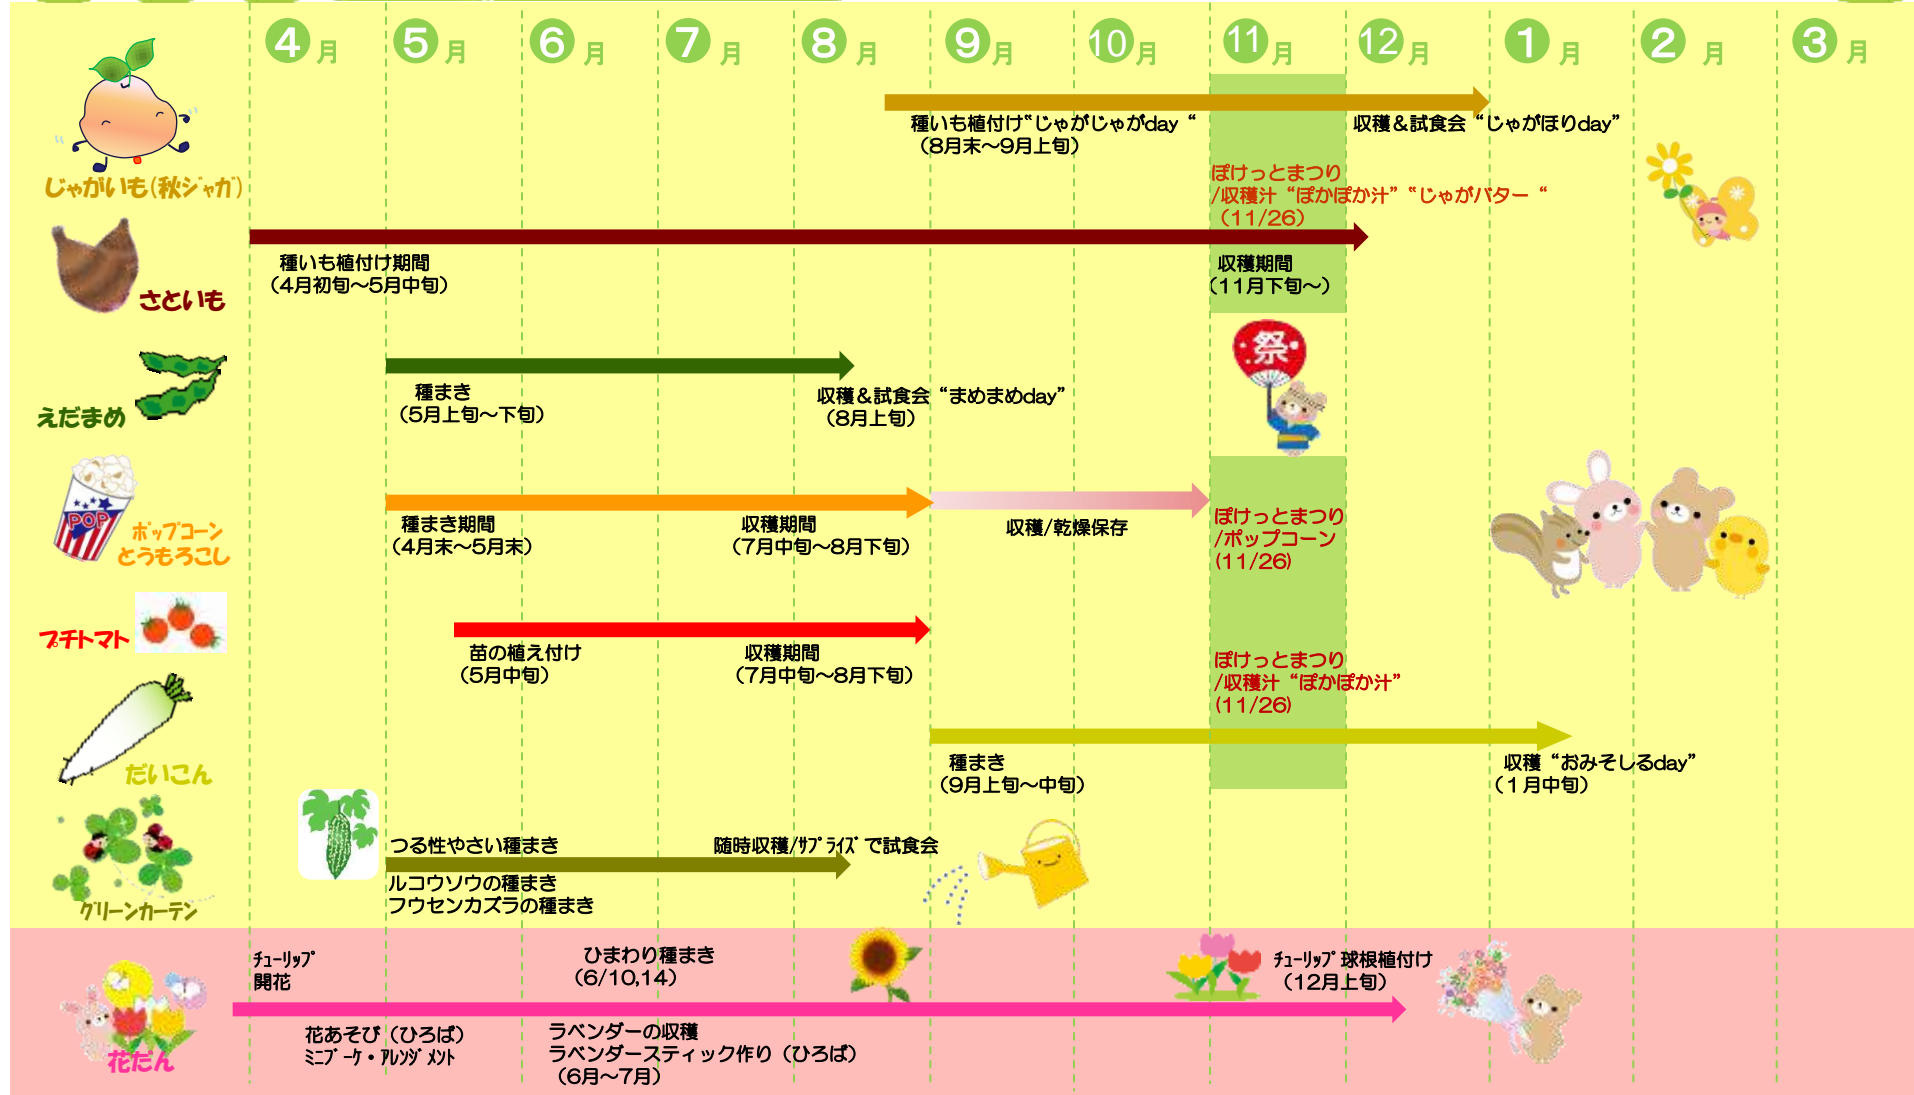 4月 5月 6月 7月 8月 9月 10月 11月 12月 1月 2月 3月
じゃがいも(秋ジャガ)
種いも植付け“じゃがじゃがday“
(8月末~9月上旬)
収穫&試食会“じゃがほりday”
ぽけっとまつり
/収穫汁“ぽかぽか汁”“じゃがバター“
(11/26)
さといも
種いも植付け期間
(4月初旬~5月中旬)
収穫期間
(11月下旬~)
祭
えだまめ
種まき
(5月上旬~下旬)
収穫&試食会“まめまめday”
(8月上旬)
POP
ポップコーン
とうもろこし
種まき期間
(4月末~5月末)
収穫期間
(7月中旬~8月下旬)
収穫/乾燥保存
ぽけっとまつり
/ポップコーン
(11/26)
プチトマト
苗の植え付け
(5月中旬)
収穫期間
(7月中旬~8月下旬)
ぽけっとまつり
/収穫汁“ぽかぽか汁”
(11/26)
だいこん
種まき
(9月上旬~中旬)
収穫“おみそしるday”
(1月中旬)
グリーンカーテン
つる性やさい種まき
随時収穫/ｻﾌﾟﾗｲｽﾞで試食会
ルコウソウの種まき
フウセンカズラの種まき
花だん
ﾁｭｰﾘｯﾌﾟ
開花
花あそび(ひろば)
ﾐﾆﾌﾞｰｹ・ｱﾚﾝｼﾞﾒﾝﾄ
ひまわり種まき
(6/10,14)
ラベンダーの収穫
ラベンダースティック作り(ひろば)
(6月~7月)
ﾁｭｰﾘｯﾌﾟ球根植付け
(12月上旬)